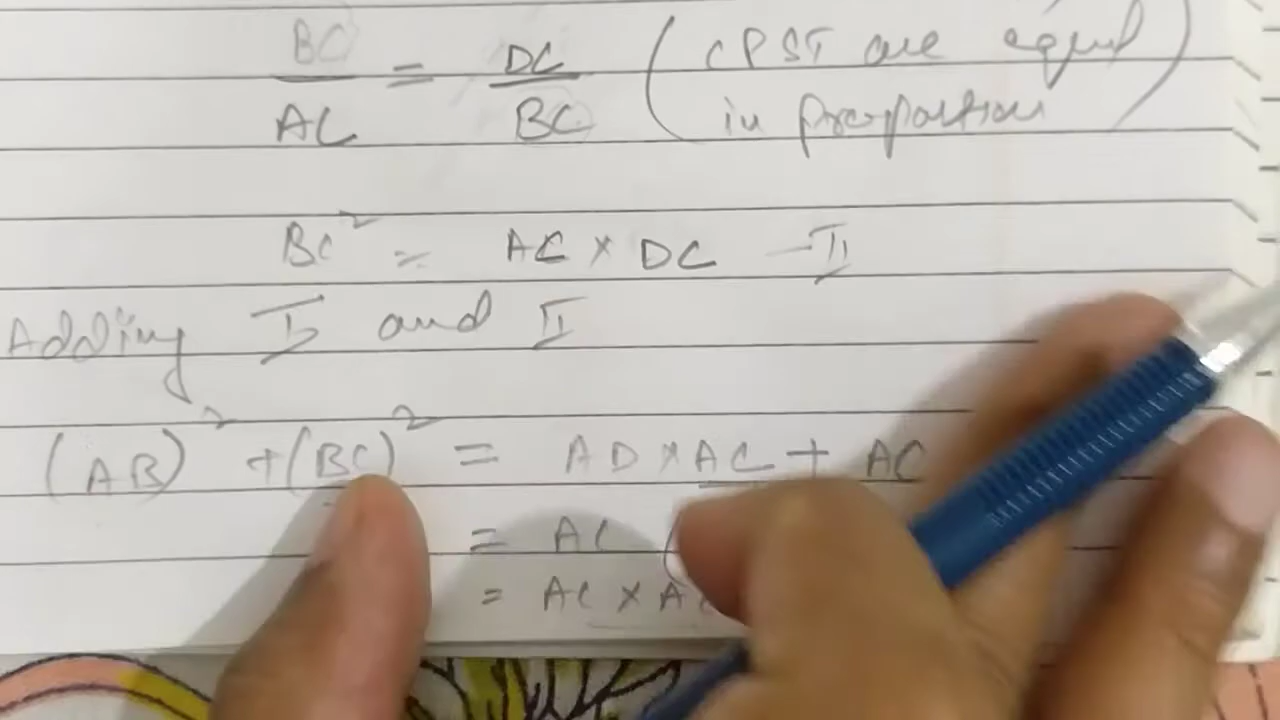 BC/AC = DC/BC (CPST are equal
in proportion)
BC² = AC × DC -II
Adding I and II
(AB)² + (BC)² = AD × AC + AC
= AC (
= AC × AC